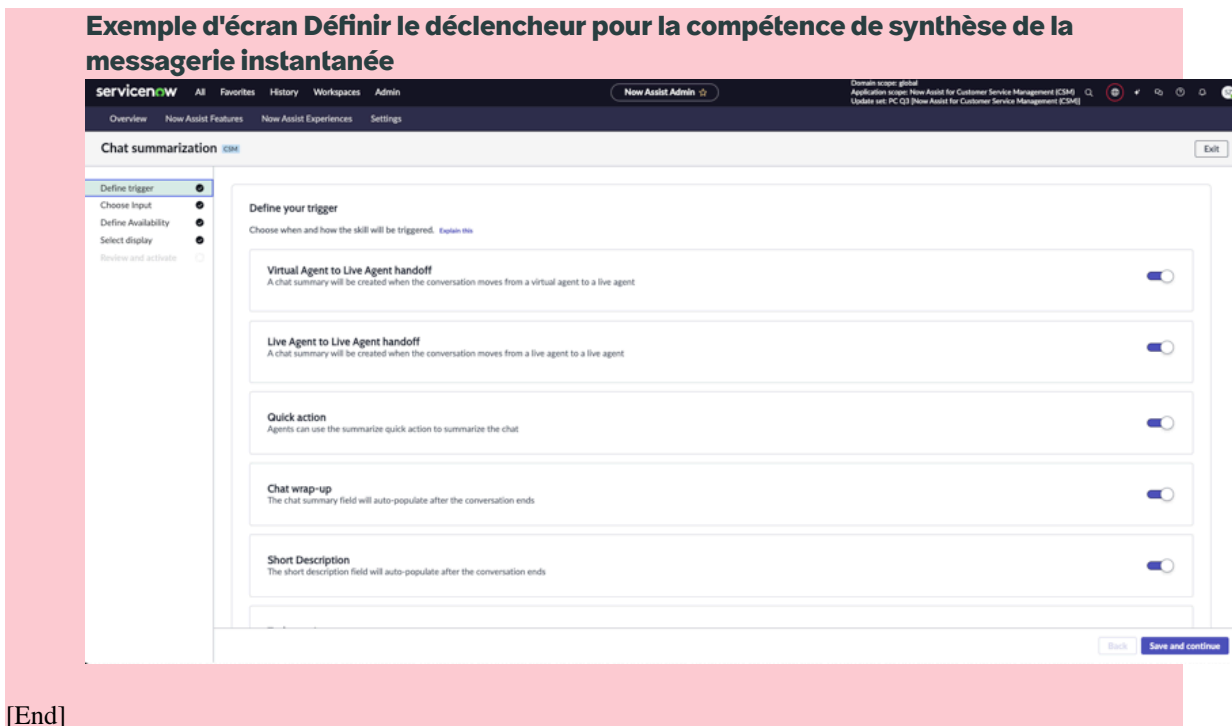 Exemple d'écran Définir le déclencheur pour la compétence de synthèse de la
messagerie instantanée
servicenow All Favorites History Workspaces Admin
Now Assist Admin ☆
Domain scope: global
Application scope: Now Assist for Customer Service Management (CSM)
Update set: PC Q3 [Now Assist for Customer Service Management (CSM)]
Overview Now Assist Features Now Assist Experiences Settings
Chat summarization CSM
Exit
Define trigger
Choose Input
Define Availability
Select display
Review and activate
Define your trigger
Choose when and how the skill will be triggered. Explain this
Virtual Agent to Live Agent handoff
A chat summary will be created when the conversation moves from a virtual agent to a live agent
Live Agent to Live Agent handoff
A chat summary will be created when the conversation moves from a live agent to a live agent
Quick action
Agents can use the summarize quick action to summarize the chat
Chat wrap-up
The chat summary field will auto-populate after the conversation ends
Short Description
The short description field will auto-populate after the conversation ends
Back Save and continue
[End]